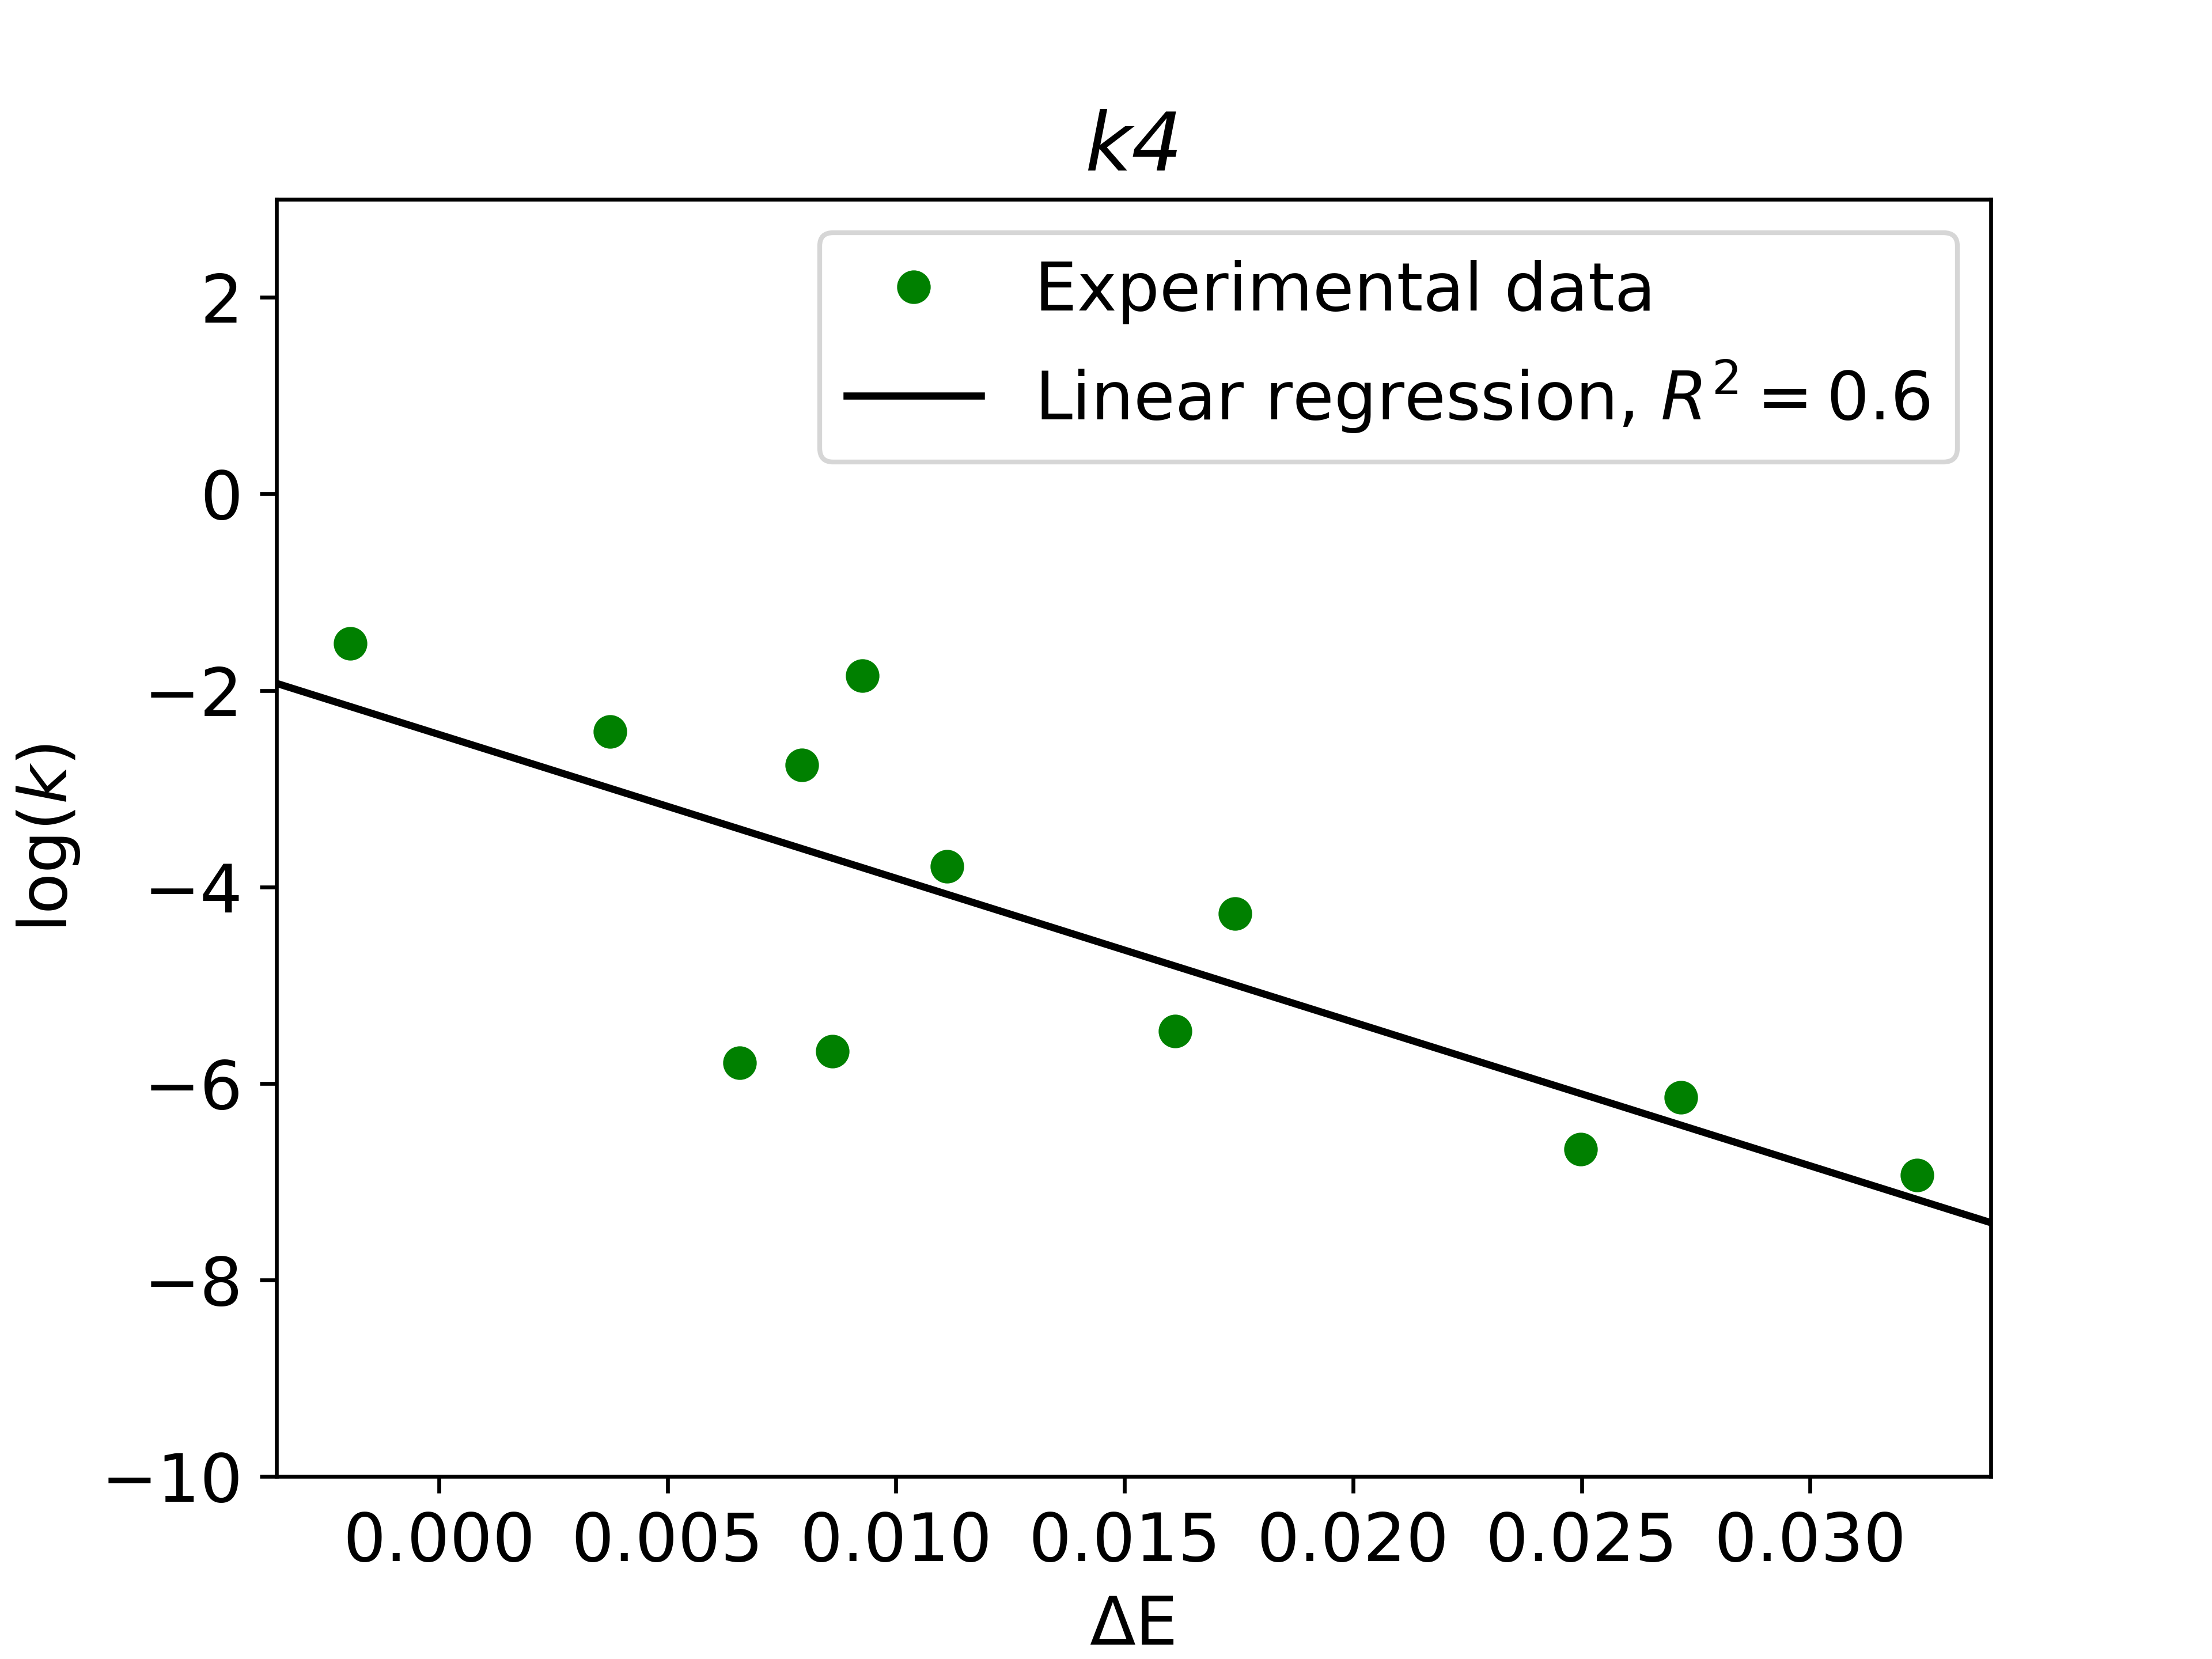 k4
Experimental data
Linear regression, R² = 0.6
2
0
−2
−4
−6
−8
−10
log(k)
0.000 0.005 0.010 0.015 0.020 0.025 0.030
ΔE